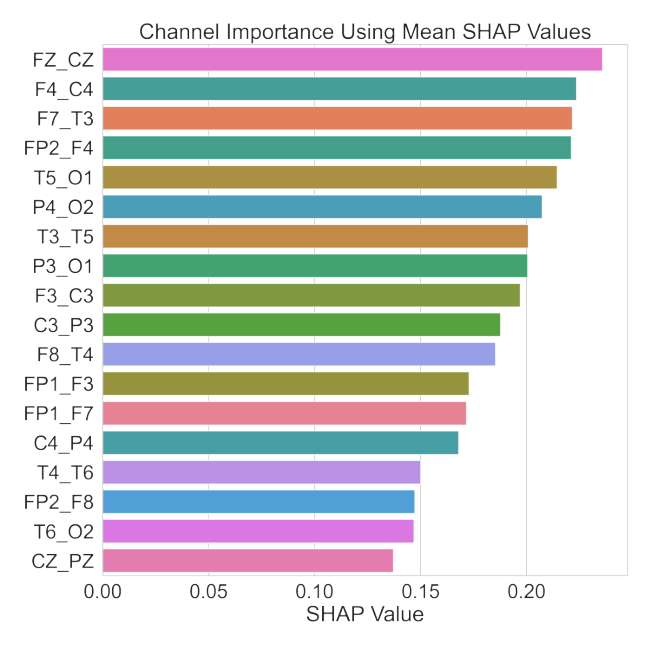 Channel Importance Using Mean SHAP Values
FZ_CZ
F4_C4
F7_T3
FP2_F4
T5_O1
P4_O2
T3_T5
P3_O1
F3_C3
C3_P3
F8_T4
FP1_F3
FP1_F7
C4_P4
T4_T6
FP2_F8
T6_O2
CZ_PZ
0.00 0.05 0.10 0.15 0.20
SHAP Value